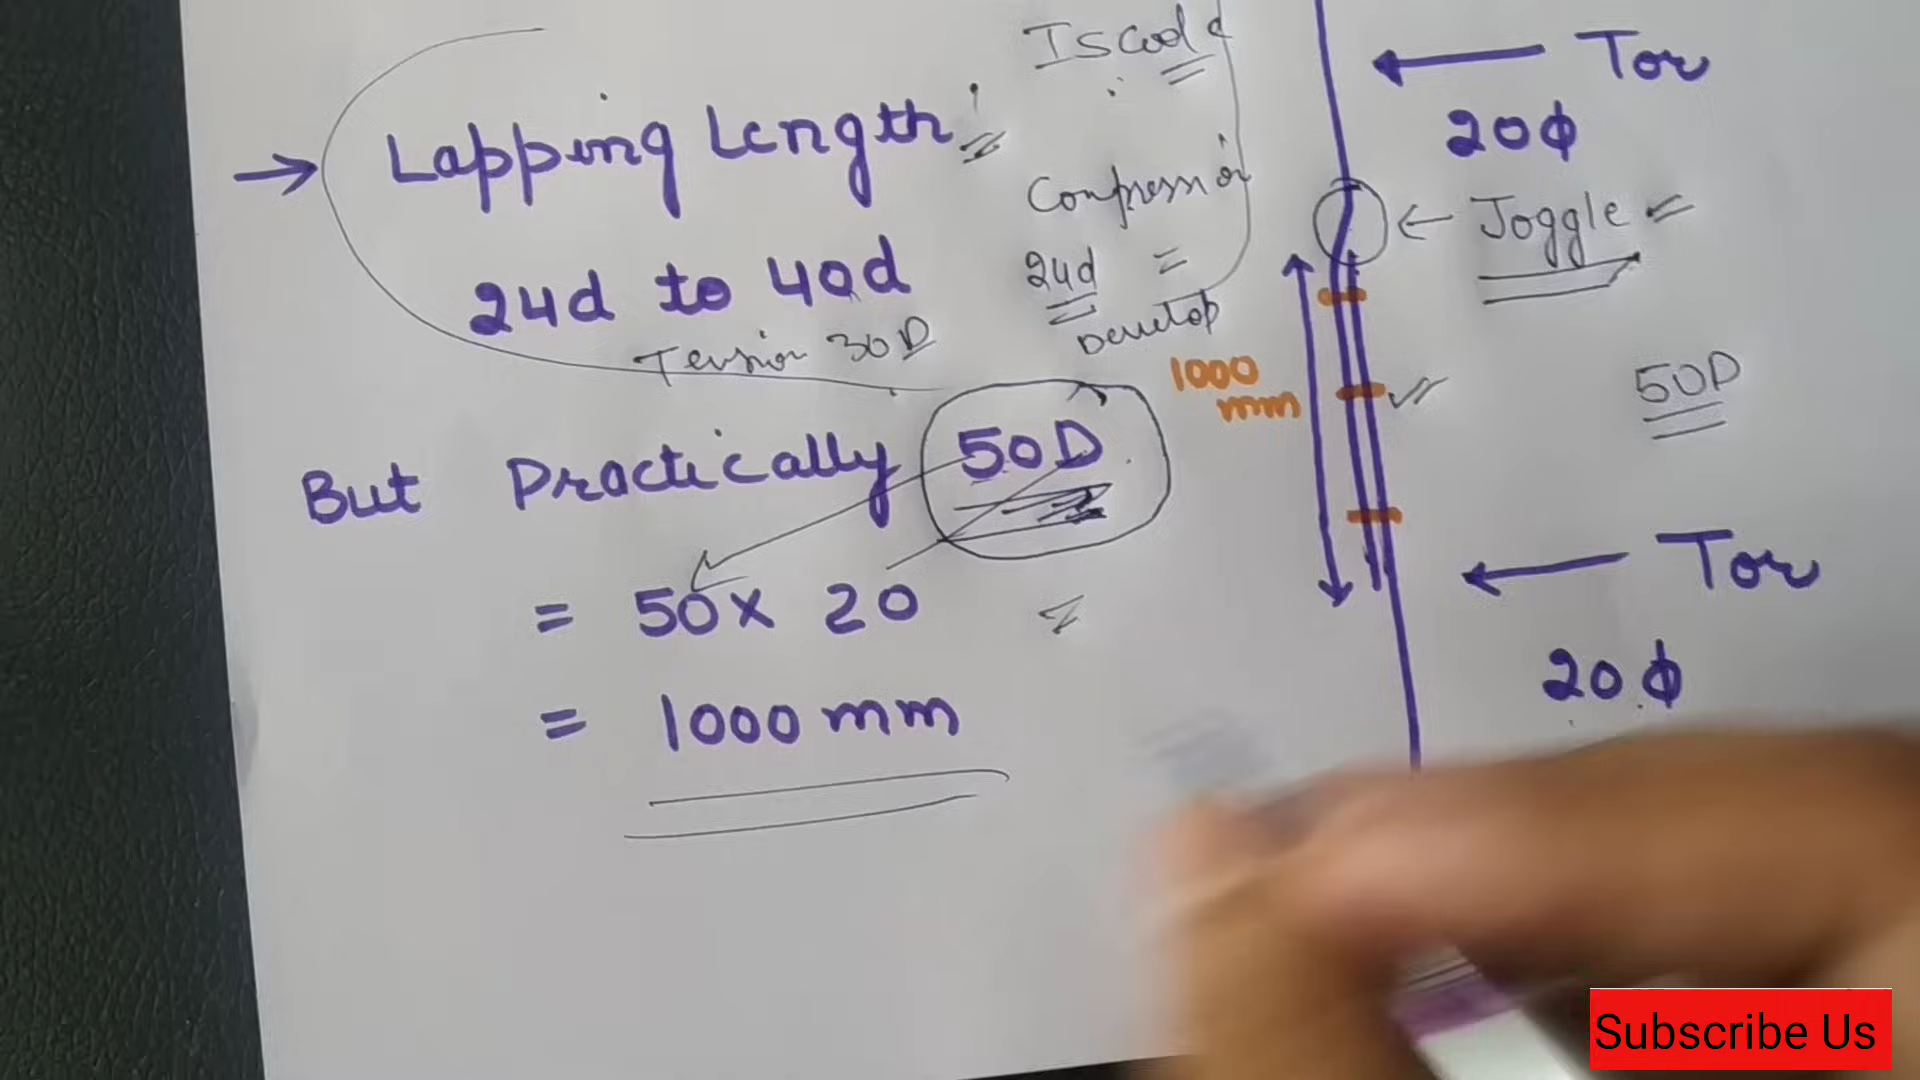 IS Code
Lapping Length
Compression
24d to 40d
24d
Develop
Tension 30D
But Practically 50D
= 50 x 20
= 1000 mm
Tor
20ϕ
Joggle
1000
mm
50D
Tor
20ϕ
Subscribe Us